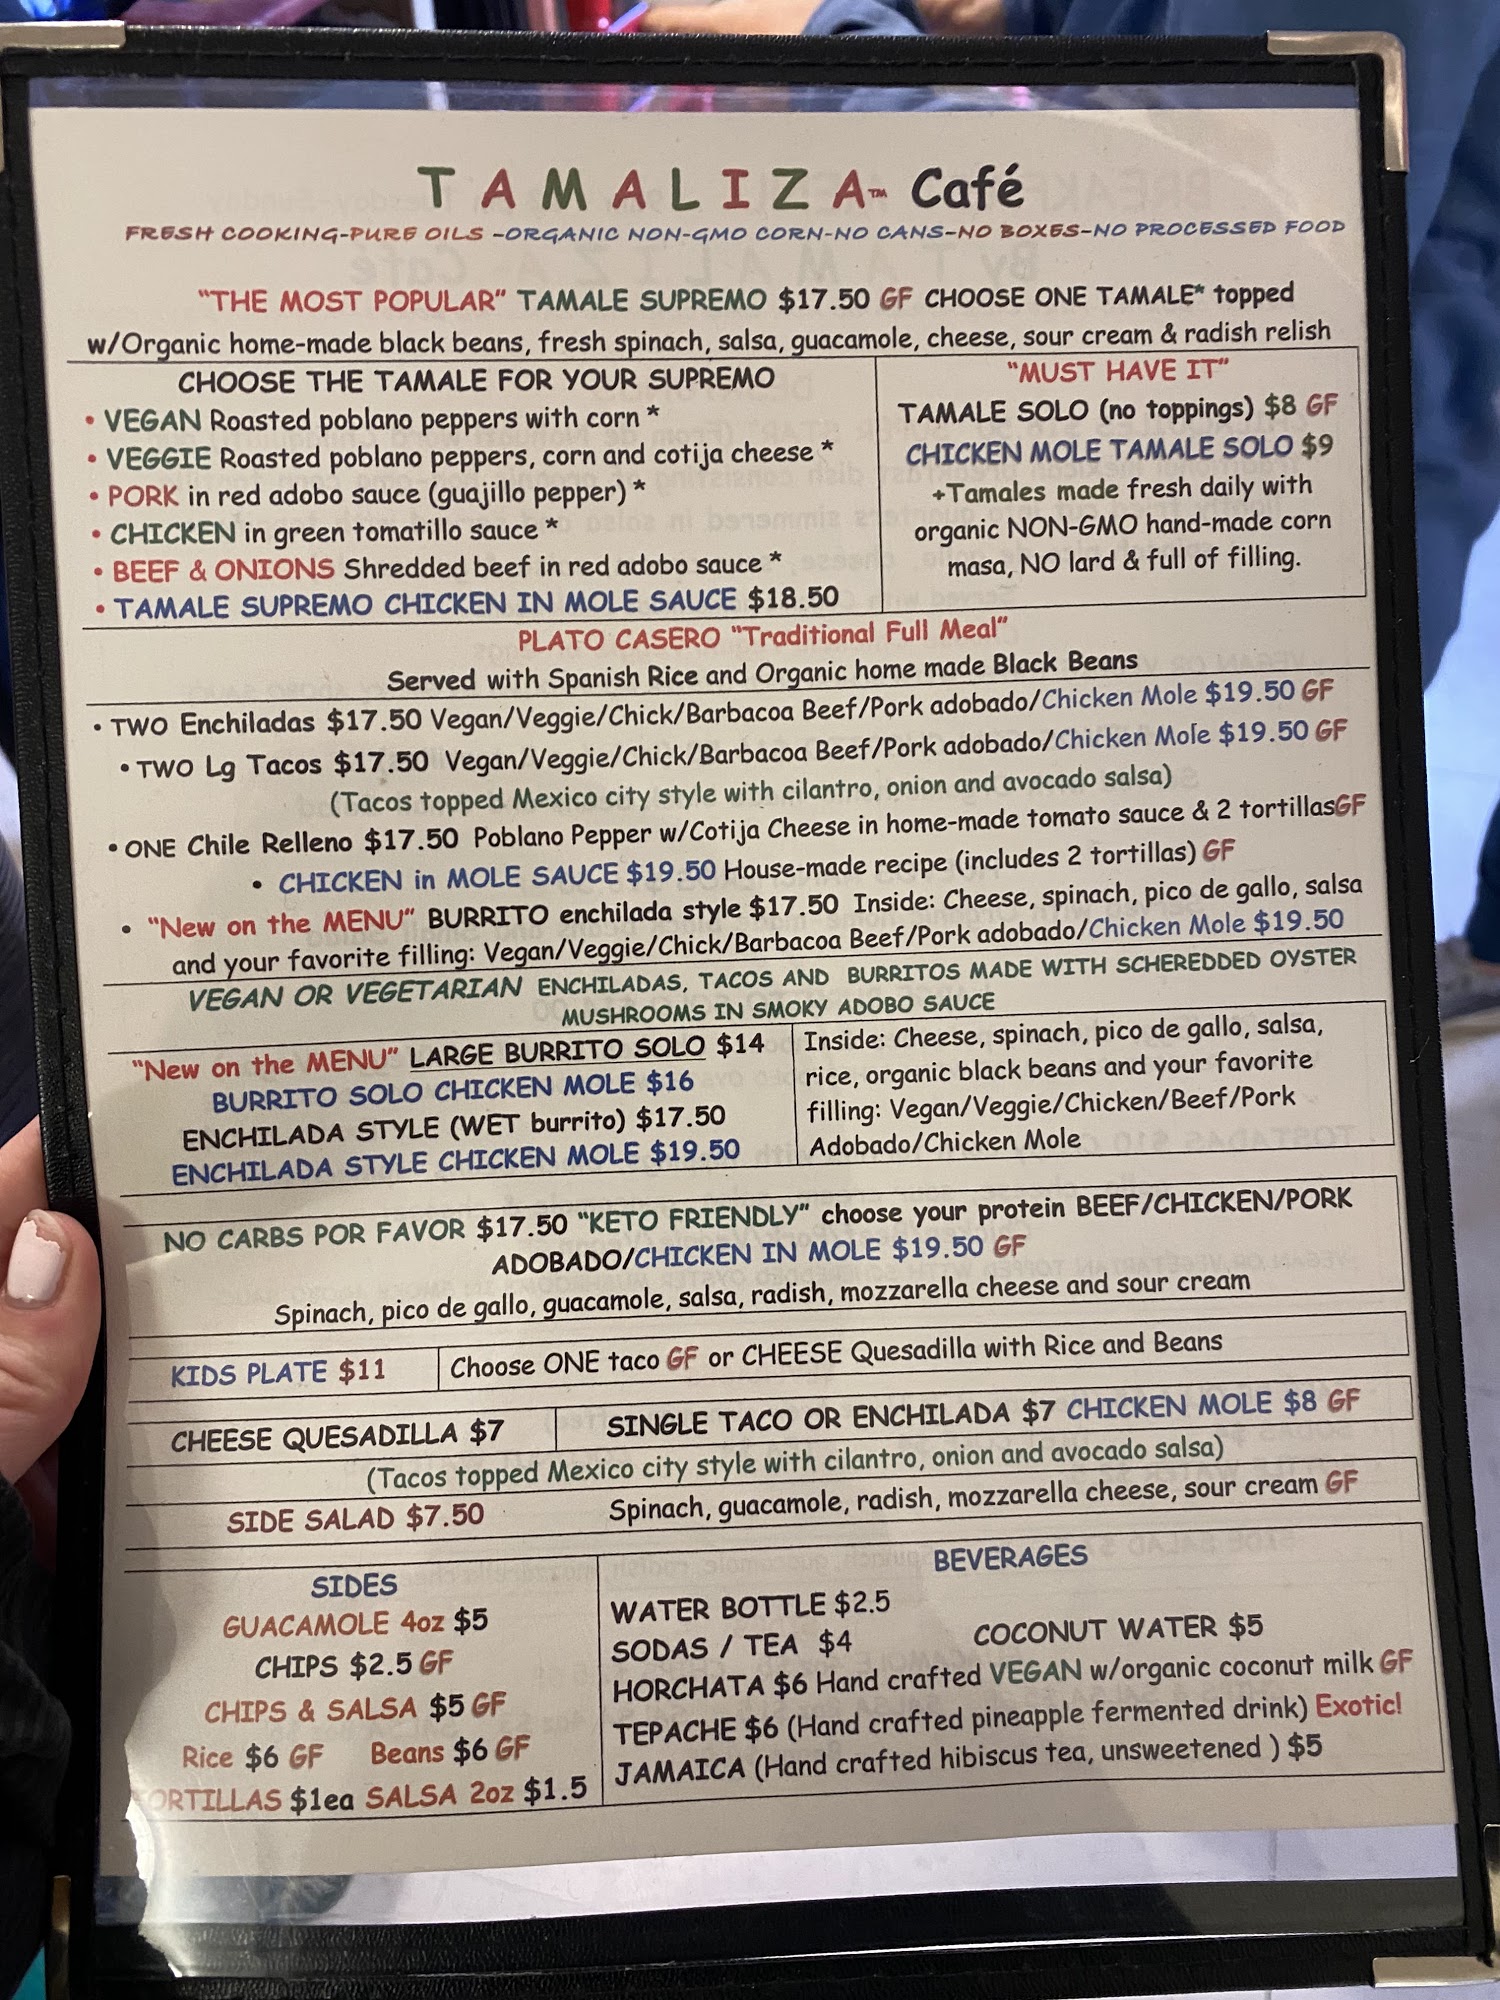 TAMALIZA™ Café
FRESH COOKING-PURE OILS -ORGANIC NON-GMO CORN-NO CANS-NO BOXES-NO PROCESSED FOOD
"THE MOST POPULAR" TAMALE SUPREMO $17.50 GF CHOOSE ONE TAMALE* topped
w/Organic home-made black beans, fresh spinach, salsa, guacamole, cheese, sour cream & radish relish
CHOOSE THE TAMALE FOR YOUR SUPREMO
• VEGAN Roasted poblano peppers with corn *
• VEGGIE Roasted poblano peppers, corn and cotija cheese *
• PORK in red adobo sauce (guajillo pepper) *
• CHICKEN in green tomatillo sauce *
• BEEF & ONIONS Shredded beef in red adobo sauce *
• TAMALE SUPREMO CHICKEN IN MOLE SAUCE $18.50
"MUST HAVE IT"
TAMALE SOLO (no toppings) $8 GF
CHICKEN MOLE TAMALE SOLO $9
+Tamales made fresh daily with
organic NON-GMO hand-made corn
masa, NO lard & full of filling.
PLATO CASERO "Traditional Full Meal"
Served with Spanish Rice and Organic home made Black Beans
• TWO Enchiladas $17.50 Vegan/Veggie/Chick/Barbacoa Beef/Pork adobado/Chicken Mole $19.50 GF
• TWO Lg Tacos $17.50 Vegan/Veggie/Chick/Barbacoa Beef/Pork adobado/Chicken Mole $19.50 GF
(Tacos topped Mexico city style with cilantro, onion and avocado salsa)
• ONE Chile Relleno $17.50 Poblano Pepper w/Cotija Cheese in home-made tomato sauce & 2 tortillasGF
• CHICKEN in MOLE SAUCE $19.50 House-made recipe (includes 2 tortillas) GF
• "New on the MENU" BURRITO enchilada style $17.50 Inside: Cheese, spinach, pico de gallo, salsa
and your favorite filling: Vegan/Veggie/Chick/Barbacoa Beef/Pork adobado/Chicken Mole $19.50
VEGAN OR VEGETARIAN ENCHILADAS, TACOS AND BURRITOS MADE WITH SCHEREDDED OYSTER
MUSHROOMS IN SMOKY ADOBO SAUCE
"New on the MENU" LARGE BURRITO SOLO $14
BURRITO SOLO CHICKEN MOLE $16
ENCHILADA STYLE (WET burrito) $17.50
ENCHILADA STYLE CHICKEN MOLE $19.50
Inside: Cheese, spinach, pico de gallo, salsa,
rice, organic black beans and your favorite
filling: Vegan/Veggie/Chicken/Beef/Pork
Adobado/Chicken Mole
NO CARBS POR FAVOR $17.50 "KETO FRIENDLY" choose your protein BEEF/CHICKEN/PORK
ADOBADO/CHICKEN IN MOLE $19.50 GF
Spinach, pico de gallo, guacamole, salsa, radish, mozzarella cheese and sour cream
KIDS PLATE $11 Choose ONE taco GF or CHEESE Quesadilla with Rice and Beans
CHEESE QUESADILLA $7 SINGLE TACO OR ENCHILADA $7 CHICKEN MOLE $8 GF
(Tacos topped Mexico city style with cilantro, onion and avocado salsa)
SIDE SALAD $7.50 Spinach, guacamole, radish, mozzarella cheese, sour cream GF
SIDES
GUACAMOLE 4oz $5
CHIPS $2.5 GF
CHIPS & SALSA $5 GF
Rice $6 GF Beans $6 GF
ORTILLAS $1ea SALSA 2oz $1.5
BEVERAGES
WATER BOTTLE $2.5
SODAS / TEA $4 COCONUT WATER $5
HORCHATA $6 Hand crafted VEGAN w/organic coconut milk GF
TEPACHE $6 (Hand crafted pineapple fermented drink) Exotic!
JAMAICA (Hand crafted hibiscus tea, unsweetened ) $5